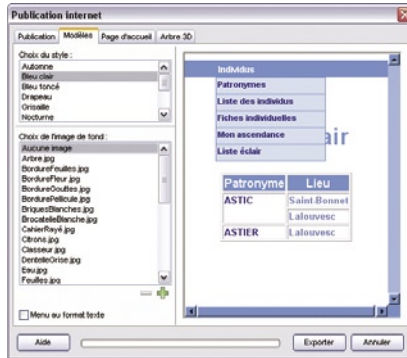 Publication internet
Publication Modèles Page d'accueil Arbre 3D
Choix du style :
Automne
Bleu clair
Bleu foncé
Drapeau
Grisaille
Nocturne
Choix de l'image de fond :
Aucune image
Arbre.jpg
BordureFeuilles.jpg
BordureFleur.jpg
BordureGouttes.jpg
BordurePellicule.jpg
BriquesBlanches.jpg
BrocatelleBlanche.jpg
CahierRayé.jpg
Citrons.jpg
Classeur.jpg
DentelleGrise.jpg
Eau.jpg
Feuilles.jpg
Menu au format texte
Individus
Patronymes
Liste des individus
Fiches individuelles
Mon ascendance
Liste éclair
air
Patronyme Lieu
ASTIC Saint-Bonnet
Lalouvesc
ASTIER Lalouvesc
Aide Exporter Annuler